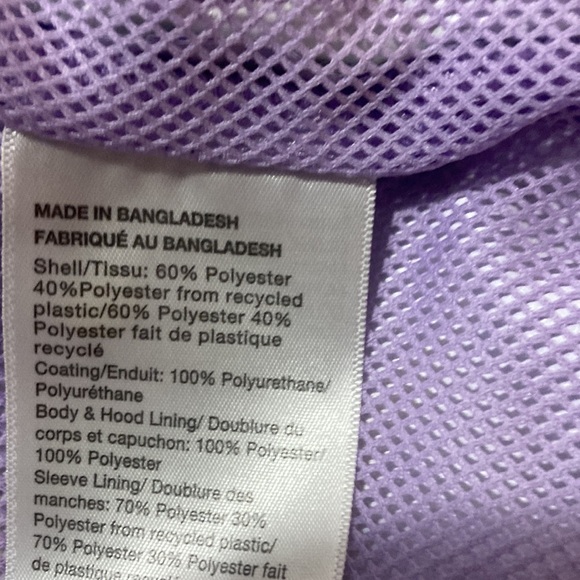 MADE IN BANGLADESH
FABRIQUÉ AU BANGLADESH
Shell/Tissu: 60% Polyester
40%Polyester from recycled
plastic/60% Polyester 40%
Polyester fait de plastique
recyclé
Coating/Enduit: 100% Polyurethane/
Polyuréthane
Body & Hood Lining/ Doublure du
corps et capuchon: 100% Polyester/
100% Polyester
Sleeve Lining/ Doublure des
manches: 70% Polyester 30%
Polyester from recycled plastic/
70% Polyester 30% Polyester fait
de plastique recyclé